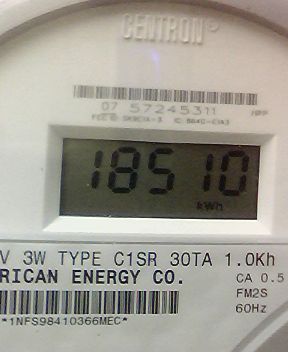 CENTRON®
07 57245311
18510
kWh
V 3W TYPE C1SR 30TA 1.0Kh
RICAN ENERGY CO.
CA 0.5
FM2S
60Hz
*1NFS98410366MEC*